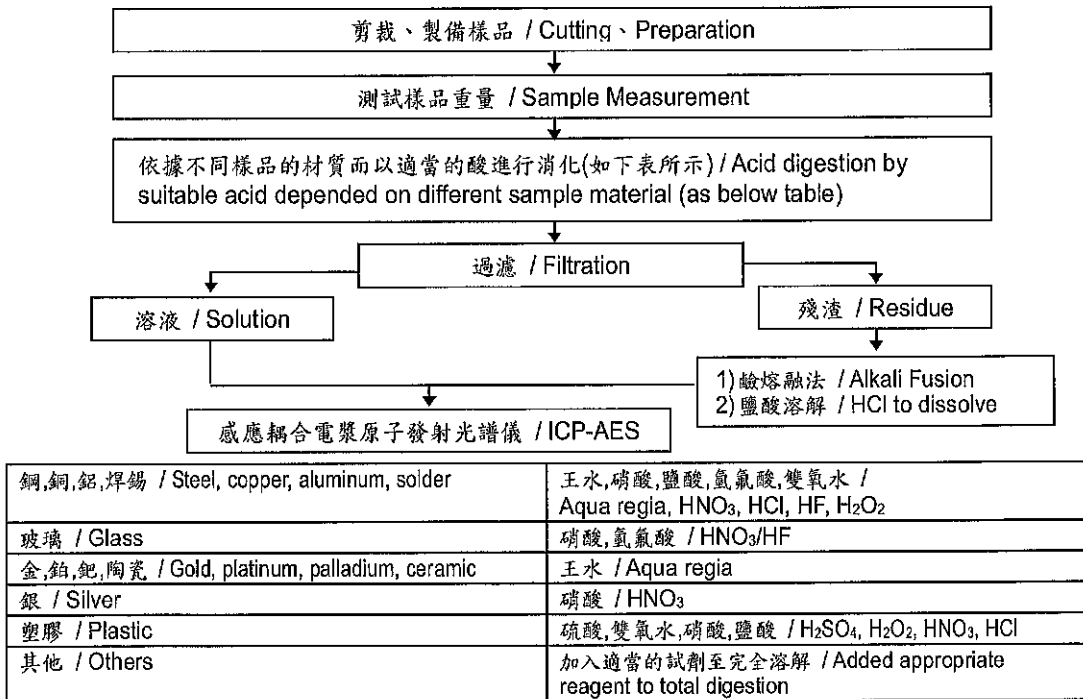 剪裁、製備樣品 / Cutting、Preparation
測試樣品重量 / Sample Measurement
依據不同樣品的材質而以適當的酸進行消化(如下表所示) / Acid digestion by
suitable acid depended on different sample material (as below table)
過濾 / Filtration
溶液 / Solution
殘渣 / Residue
1)鹼熔融法 / Alkali Fusion
2)鹽酸溶解 / HCl to dissolve
感應耦合電漿原子發射光譜儀 / ICP-AES
鋼,銅,鋁,焊錫 / Steel, copper, aluminum, solder
王水,硝酸,鹽酸,氫氟酸,雙氧水 /
Aqua regia, HNO₃, HCl, HF, H₂O₂
玻璃 / Glass
硝酸,氫氟酸 / HNO₃/HF
金,鉑,鈀,陶瓷 / Gold, platinum, palladium, ceramic
王水 / Aqua regia
銀 / Silver
硝酸 / HNO₃
塑膠 / Plastic
硫酸,雙氧水,硝酸,鹽酸 / H₂SO₄, H₂O₂, HNO₃, HCl
其他 / Others
加入適當的試劑至完全溶解 / Added appropriate
reagent to total digestion